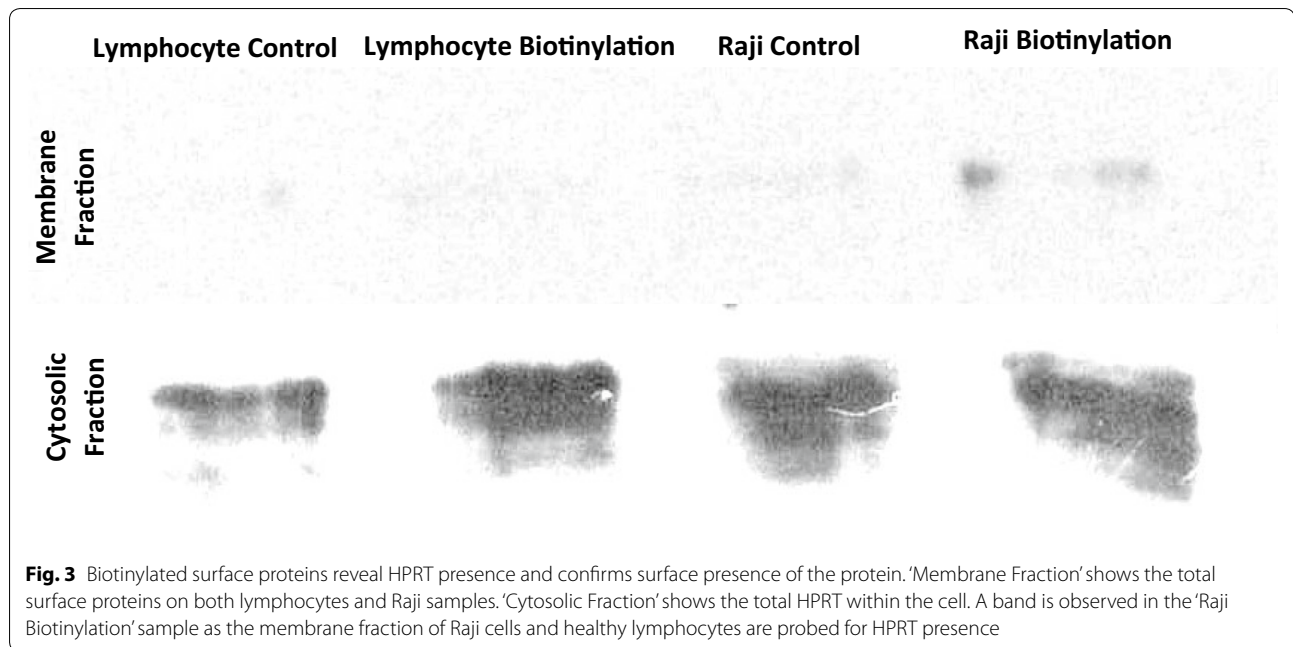 Lymphocyte Control Lymphocyte Biotinylation Raji Control Raji Biotinylation
Membrane
Fraction
Cytosolic
Fraction
Fig. 3 Biotinylated surface proteins reveal HPRT presence and confirms surface presence of the protein. ‘Membrane Fraction’ shows the total
surface proteins on both lymphocytes and Raji samples. ‘Cytosolic Fraction’ shows the total HPRT within the cell. A band is observed in the ‘Raji
Biotinylation’ sample as the membrane fraction of Raji cells and healthy lymphocytes are probed for HPRT presence